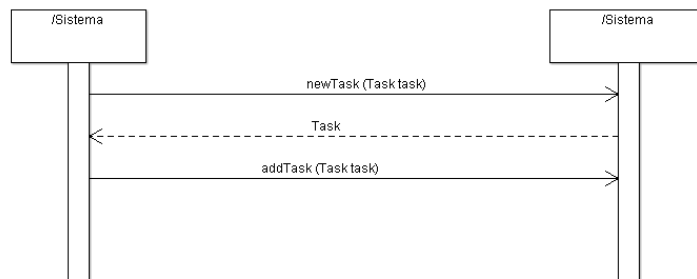 /Sistema
/Sistema
newTask (Task task)
Task
addTask (Task task)